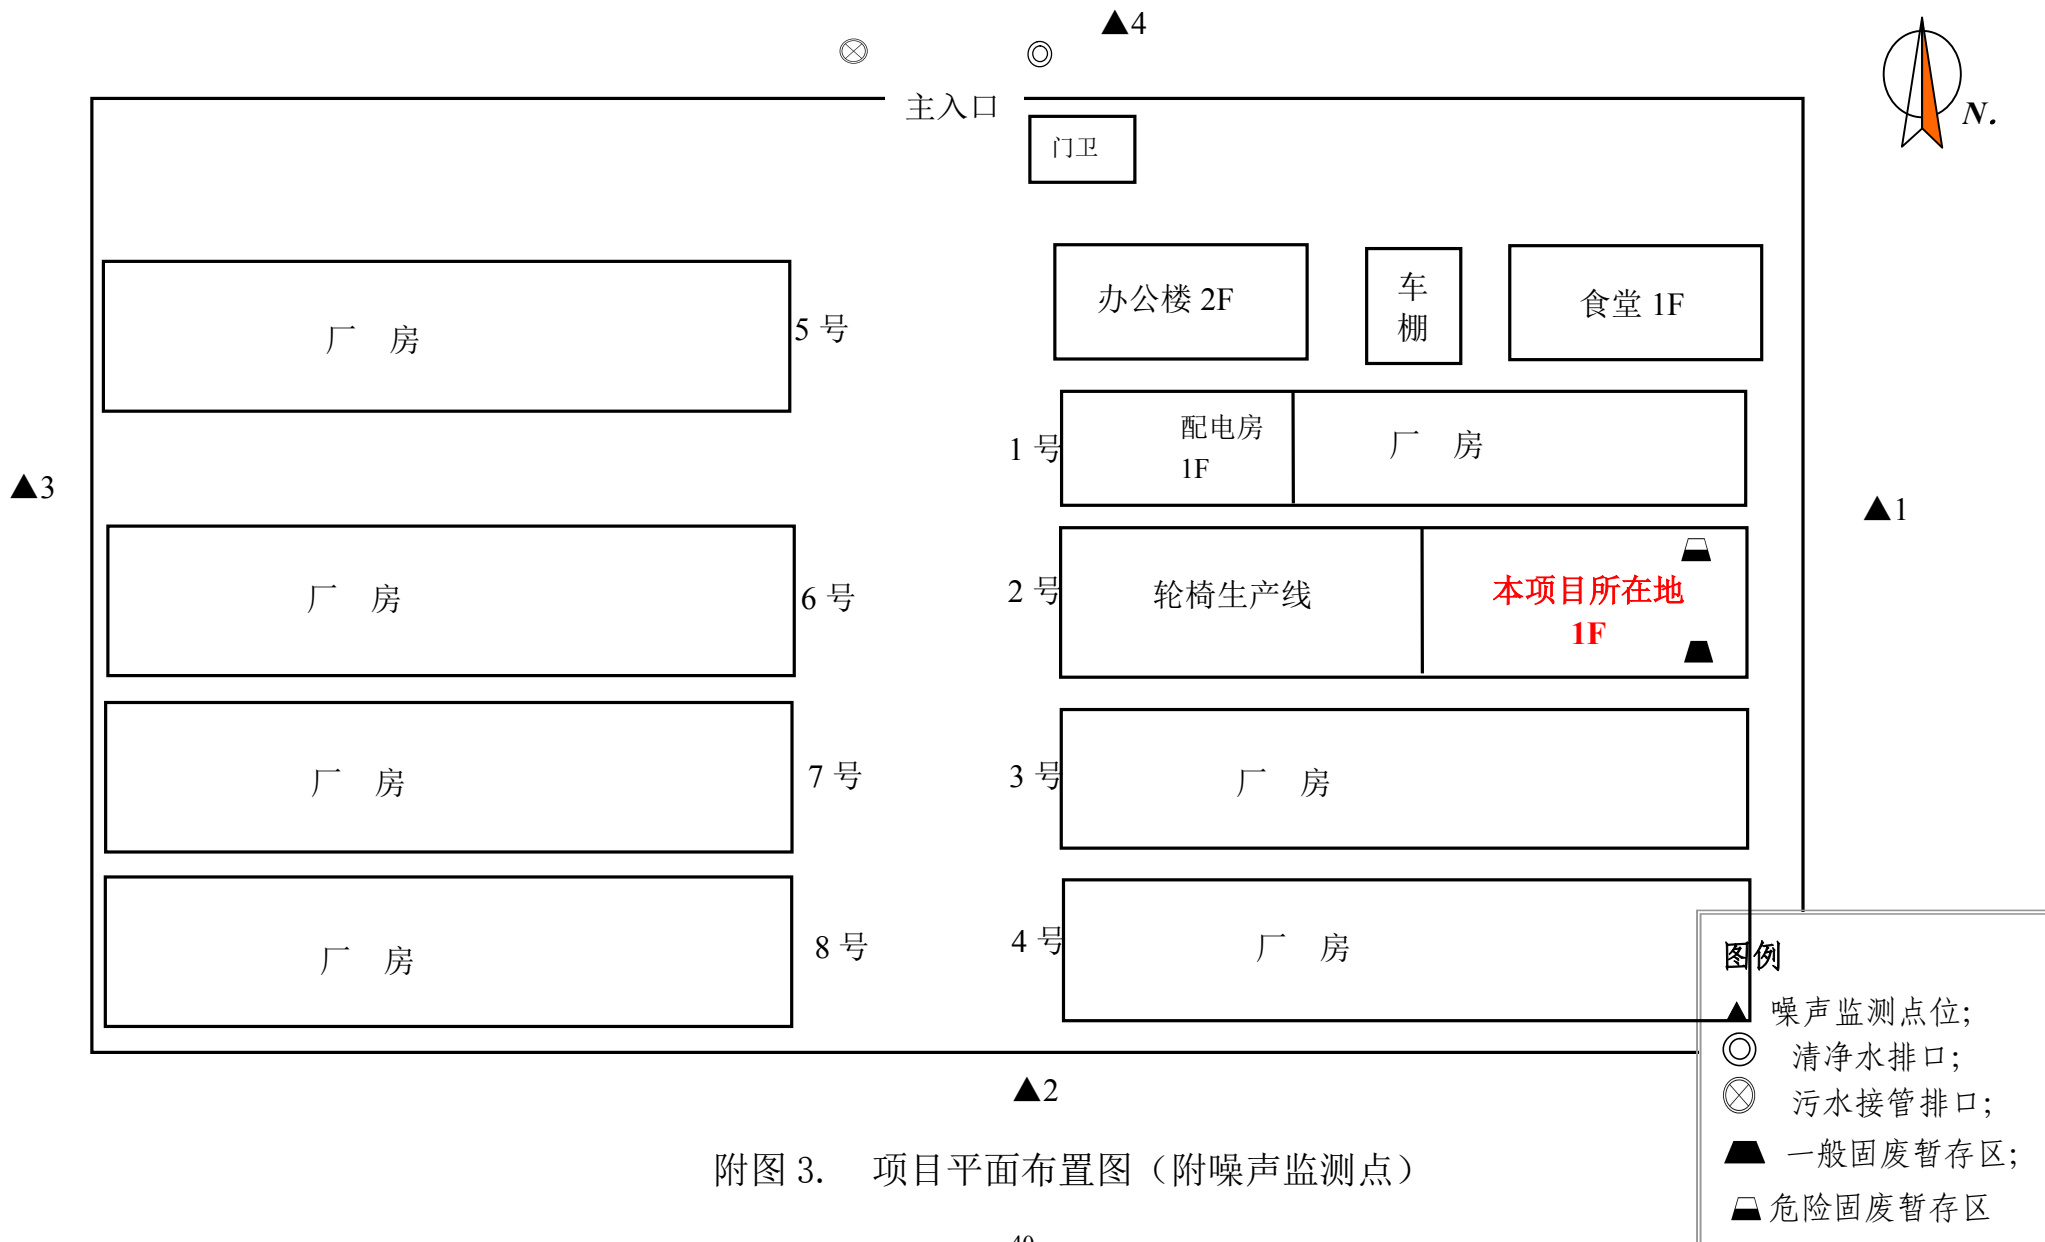 ▲4
主入口
N.
门卫
办公楼 2F
车
棚
食堂 1F
厂 房
5 号
1 号
配电房
1F
厂 房
▲3
▲1
厂 房
6 号
2 号
轮椅生产线
本项目所在地
1F
厂 房
7 号
3 号
厂 房
厂 房
8 号
4 号
厂 房
图例
▲ 噪声监测点位;
清净水排口;
污水接管排口;
一般固废暂存区;
危险固废暂存区
▲2
附图 3. 项目平面布置图（附噪声监测点）
40